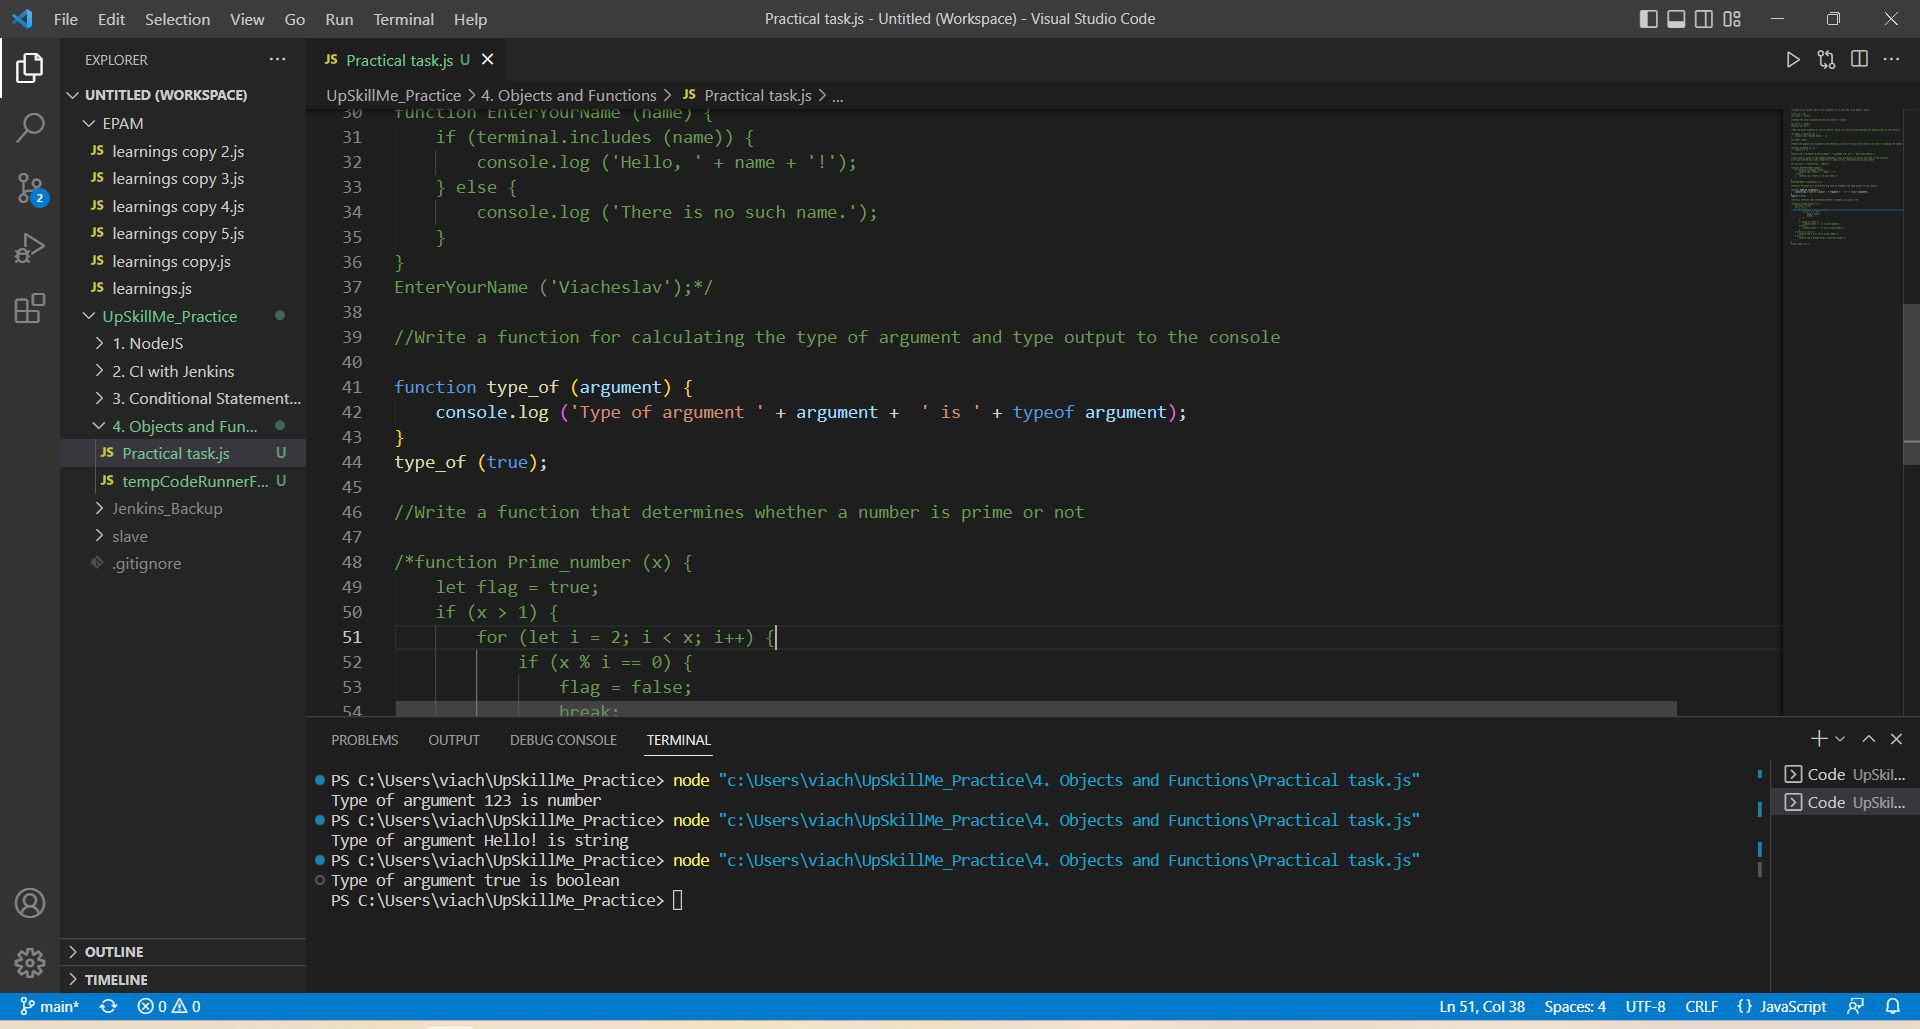 File Edit Selection View Go Run Terminal Help
Practical task.js - Untitled (Workspace) - Visual Studio Code
EXPLORER
UNTITLED (WORKSPACE)
EPAM
JS learnings copy 2.js
JS learnings copy 3.js
JS learnings copy 4.js
JS learnings copy 5.js
JS learnings copy.js
JS learnings.js
UpSkillMe_Practice
1. NodeJS
2. CI with Jenkins
3. Conditional Statement...
4. Objects and Fun...
JS Practical task.js U
JS tempCodeRunnerF... U
Jenkins_Backup
slave
.gitignore
OUTLINE
TIMELINE
2
JS Practical task.js U
UpSkillMe_Practice > 4. Objects and Functions > JS Practical task.js > ...
30 function EnterYourName (name) {
31 if (terminal.includes (name)) {
32 console.log ('Hello, ' + name + '!');
33 } else {
34 console.log ('There is no such name.');
35 }
36 }
37 EnterYourName ('Viacheslav');*/
38
39 //Write a function for calculating the type of argument and type output to the console
40
41 function type_of (argument) {
42 console.log ('Type of argument ' + argument +  ' is ' + typeof argument);
43 }
44 type_of (true);
45
46 //Write a function that determines whether a number is prime or not
47
48 /*function Prime_number (x) {
49 let flag = true;
50 if (x > 1) {
51 for (let i = 2; i < x; i++) {
52 if (x % i == 0) {
53 flag = false;
54 break;
PROBLEMS OUTPUT DEBUG CONSOLE TERMINAL
PS C:\Users\viach\UpSkillMe_Practice> node "c:\Users\viach\UpSkillMe_Practice\4. Objects and Functions\Practical task.js"
Type of argument 123 is number
PS C:\Users\viach\UpSkillMe_Practice> node "c:\Users\viach\UpSkillMe_Practice\4. Objects and Functions\Practical task.js"
Type of argument Hello! is string
PS C:\Users\viach\UpSkillMe_Practice> node "c:\Users\viach\UpSkillMe_Practice\4. Objects and Functions\Practical task.js"
Type of argument true is boolean
PS C:\Users\viach\UpSkillMe_Practice>
Code UpSkil...
Code UpSkil...
main* 0 0
Ln 51, Col 38 Spaces: 4 UTF-8 CRLF {} JavaScript